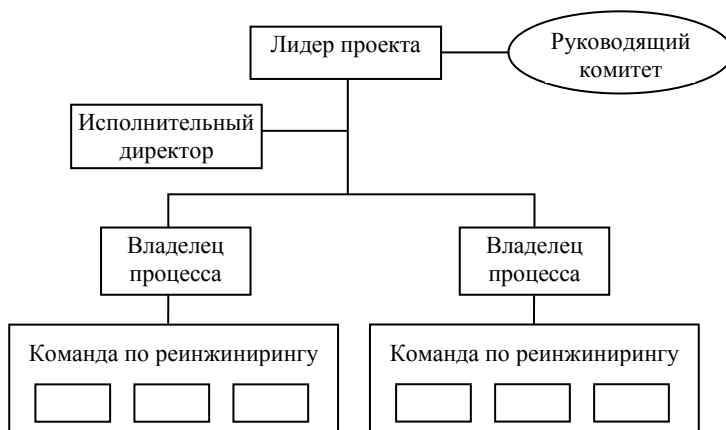 Лидер проекта
Руководящий
комитет
Исполнительный
директор
Владелец
процесса
Владелец
процесса
Команда по реинжинирингу
Команда по реинжинирингу